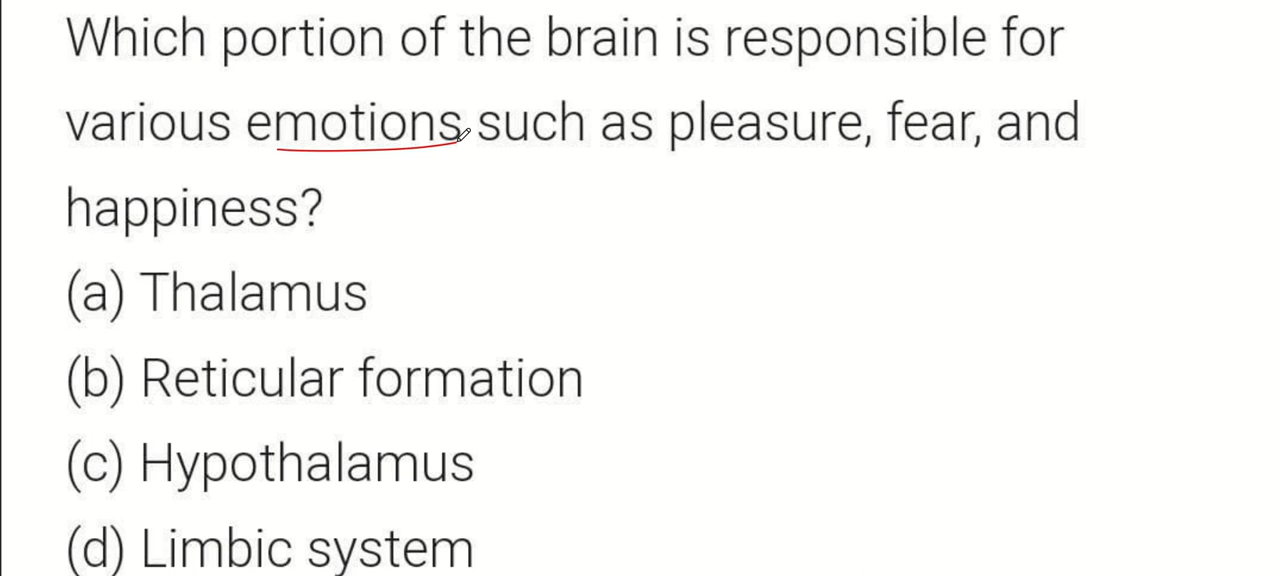 Which portion of the brain is responsible for
various emotions such as pleasure, fear, and
happiness?
(a) Thalamus
(b) Reticular formation
(c) Hypothalamus
(d) Limbic system